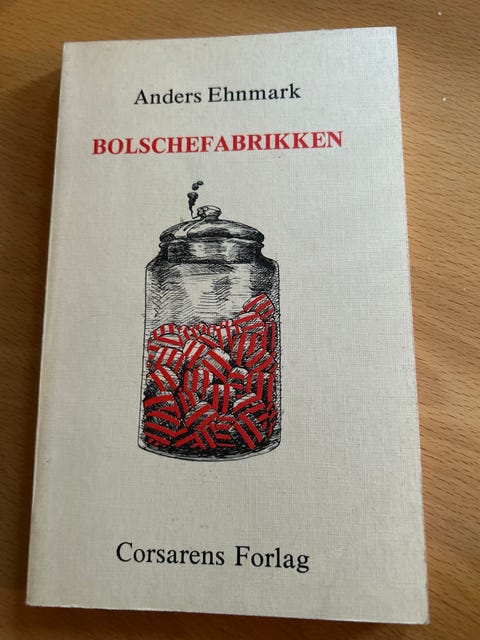 Anders Ehnmark
BOLSCHEFABRIKKEN
Corsarens Forlag